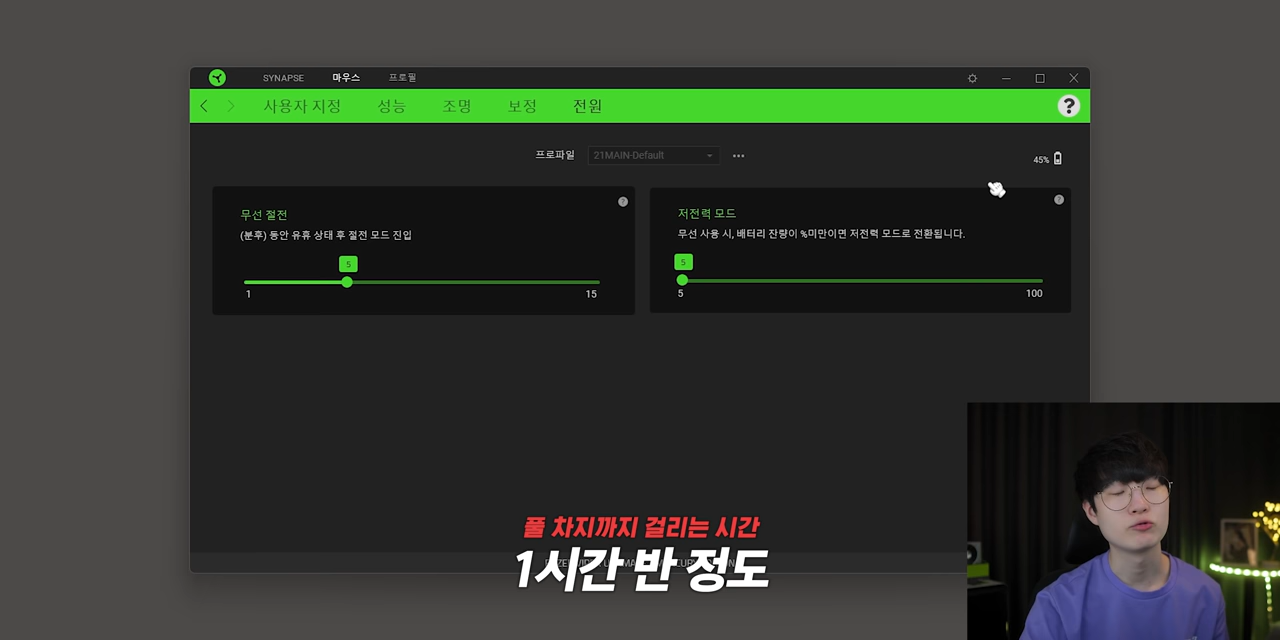 SYNAPSE 마우스 프로필
사용자 지정 성능 조명 보정 전원 ?
프로파일 21MAIN-Default •••
45%
무선 절전 ?
(분후) 동안 유휴 상태 후 절전 모드 진입
5
1 15
저전력 모드 ?
무선 사용 시, 배터리 잔량이 %미만이면 저전력 모드로 전환됩니다.
5
5 100
풀 차지까지 걸리는 시간
1시간 반 정도